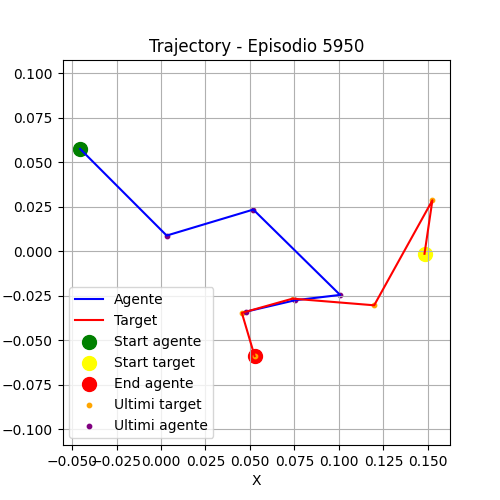 Trajectory - Episodio 5950
0.100
0.075
0.050
0.025
0.000
−0.025
−0.050
−0.075
−0.100
Agente
Target
Start agente
Start target
End agente
Ultimi target
Ultimi agente
−0.050 −0.025 0.000 0.025 0.050 0.075 0.100 0.125 0.150
X